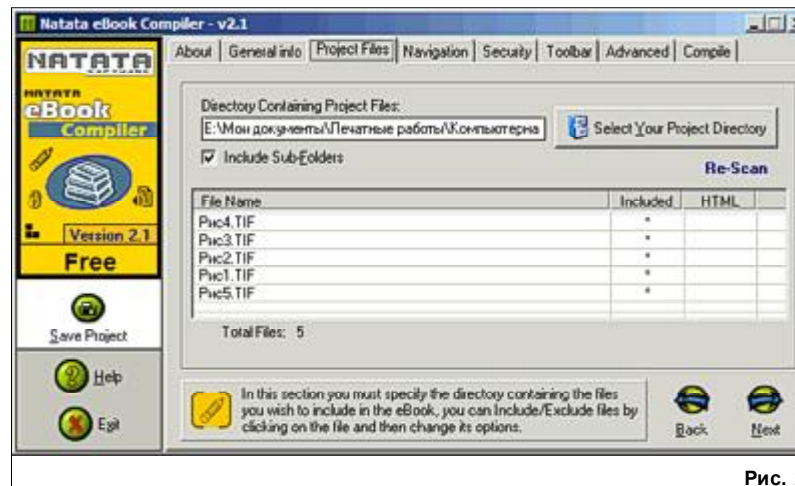 Natata eBook Compiler - v2.1
NATATA
SOFTWARE
NATATA
eBook
Compiler
Version 2.1
Free
Save Project
Help
Exit
About General info Project Files Navigation Security Toolbar Advanced Compile
Directory Containing Project Files:
E:\Мои документы\Печатные работы\Компьютерна
Select Your Project Directory
Include Sub-Folders
Re-Scan
File Name Included HTML
Рис4.TIF *
Рис3.TIF *
Рис2.TIF *
Рис1.TIF *
Рис5.TIF *
Total Files: 5
In this section you must specify the directory containing the files
you wish to include in the eBook, you can Include/Exclude files by
clicking on the file and then change its options.
Back
Next
Рис.